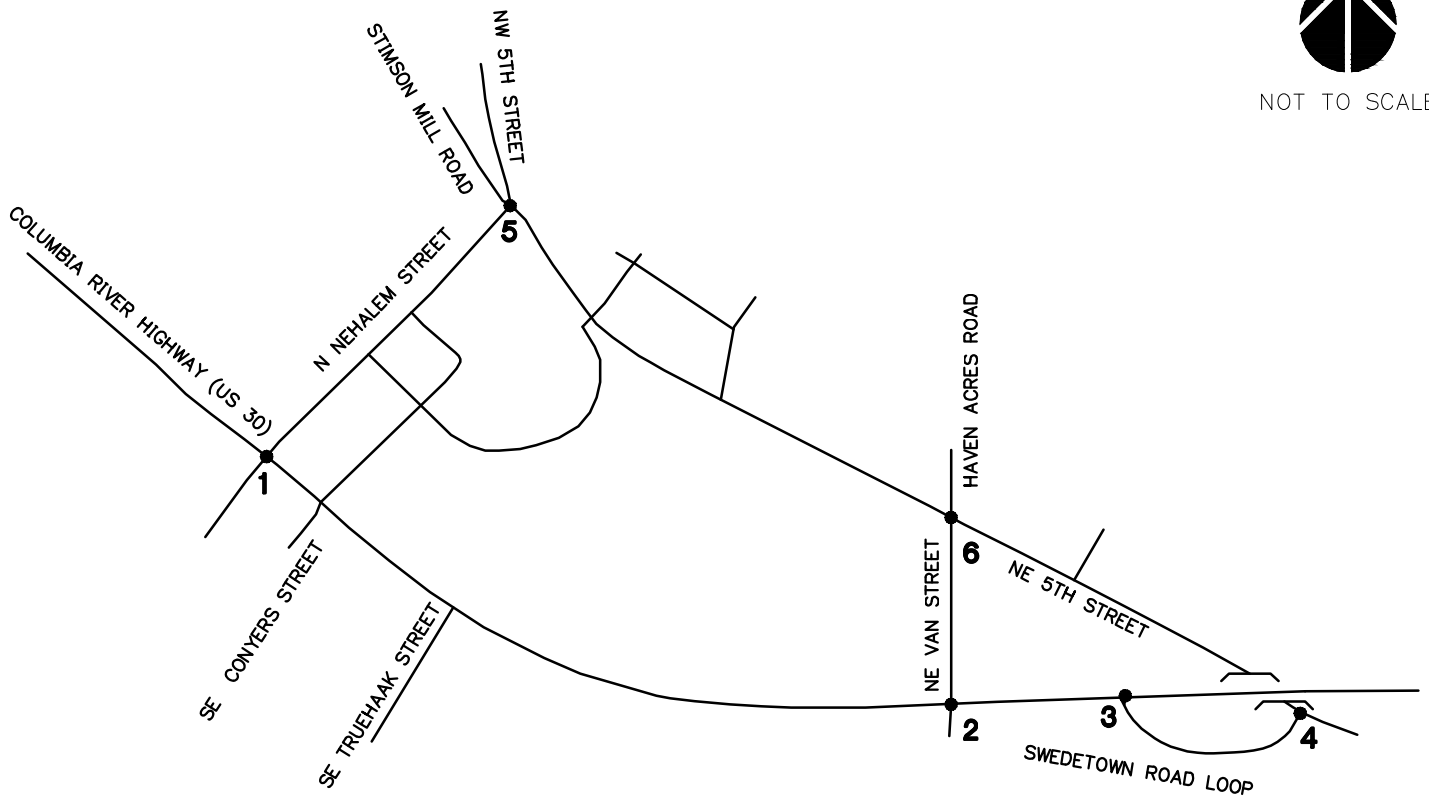 NOT TO SCALE
NW 5TH STREET
STIMSON MILL ROAD
5
COLUMBIA RIVER HIGHWAY (US 30)
N NEHALEM STREET
1
HAVEN ACRES ROAD
6
NE 5TH STREET
NE VAN STREET
SE CONYERS STREET
SE TRUEHAAK STREET
2
3
4
SWEDETOWN ROAD LOOP